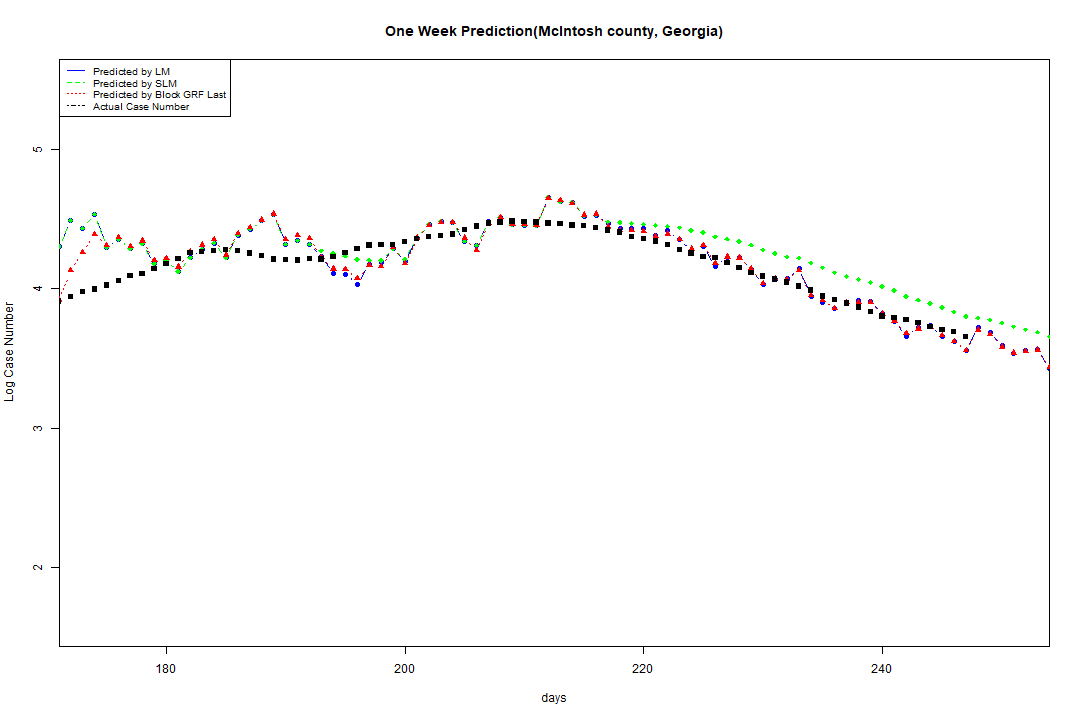 One Week Prediction(McIntosh county, Georgia)
Predicted by LM
Predicted by SLM
Predicted by Block GRF Last
Actual Case Number
5
4
3
2
Log Case Number
180 200 220 240
days